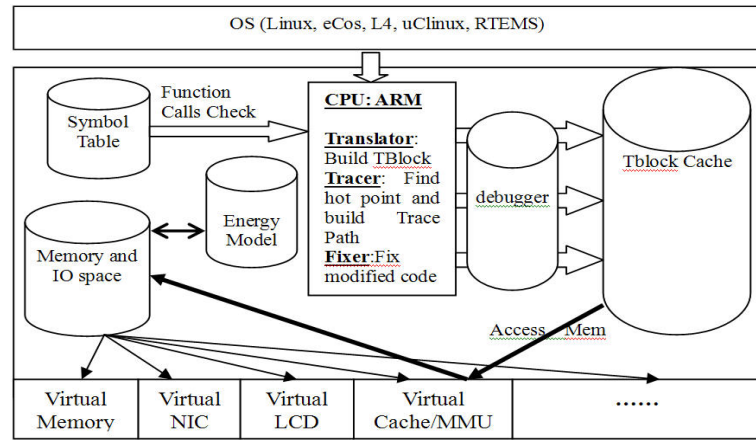 OS (Linux, eCos, L4, uClinux, RTEMS)
Symbol
Table
Function
Calls Check
CPU: ARM
Translator:
Build TBlock
Tracer: Find
hot point and
build Trace
Path
Fixer:Fix
modified code
debugger
Tblock Cache
Energy
Model
Memory and
IO space
Access Mem
Virtual
Memory
Virtual
NIC
Virtual
LCD
Virtual
Cache/MMU
……